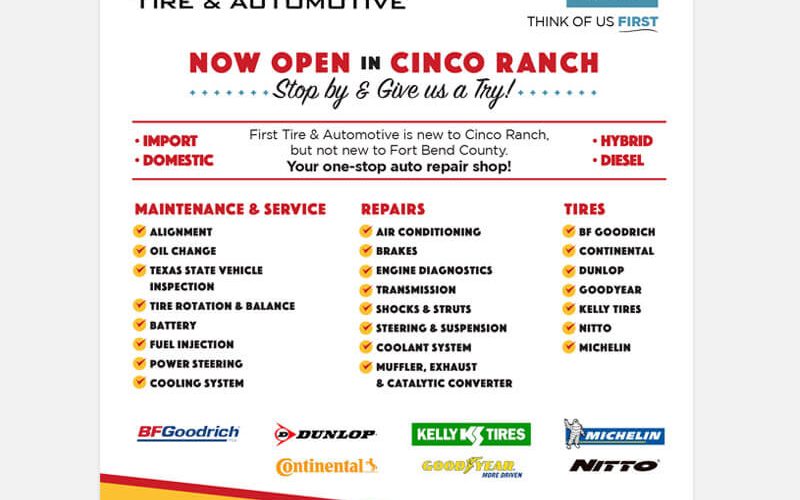 TIRE & AUTOMOTIVE
THINK OF US FIRST
NOW OPEN IN CINCO RANCH
Stop by & Give us a Try!
• IMPORT
• DOMESTIC
First Tire & Automotive is new to Cinco Ranch,
but not new to Fort Bend County.
Your one-stop auto repair shop!
• HYBRID
• DIESEL
MAINTENANCE & SERVICE
ALIGNMENT
OIL CHANGE
TEXAS STATE VEHICLE
INSPECTION
TIRE ROTATION & BALANCE
BATTERY
FUEL INJECTION
POWER STEERING
COOLING SYSTEM
REPAIRS
AIR CONDITIONING
BRAKES
ENGINE DIAGNOSTICS
TRANSMISSION
SHOCKS & STRUTS
STEERING & SUSPENSION
COOLANT SYSTEM
MUFFLER, EXHAUST
& CATALYTIC CONVERTER
TIRES
BF GOODRICH
CONTINENTAL
DUNLOP
GOODYEAR
KELLY TIRES
NITTO
MICHELIN
BFGoodrich
DUNLOP
KELLY TIRES
MICHELIN
Continental
GOODYEAR
MORE DRIVEN
NITTO